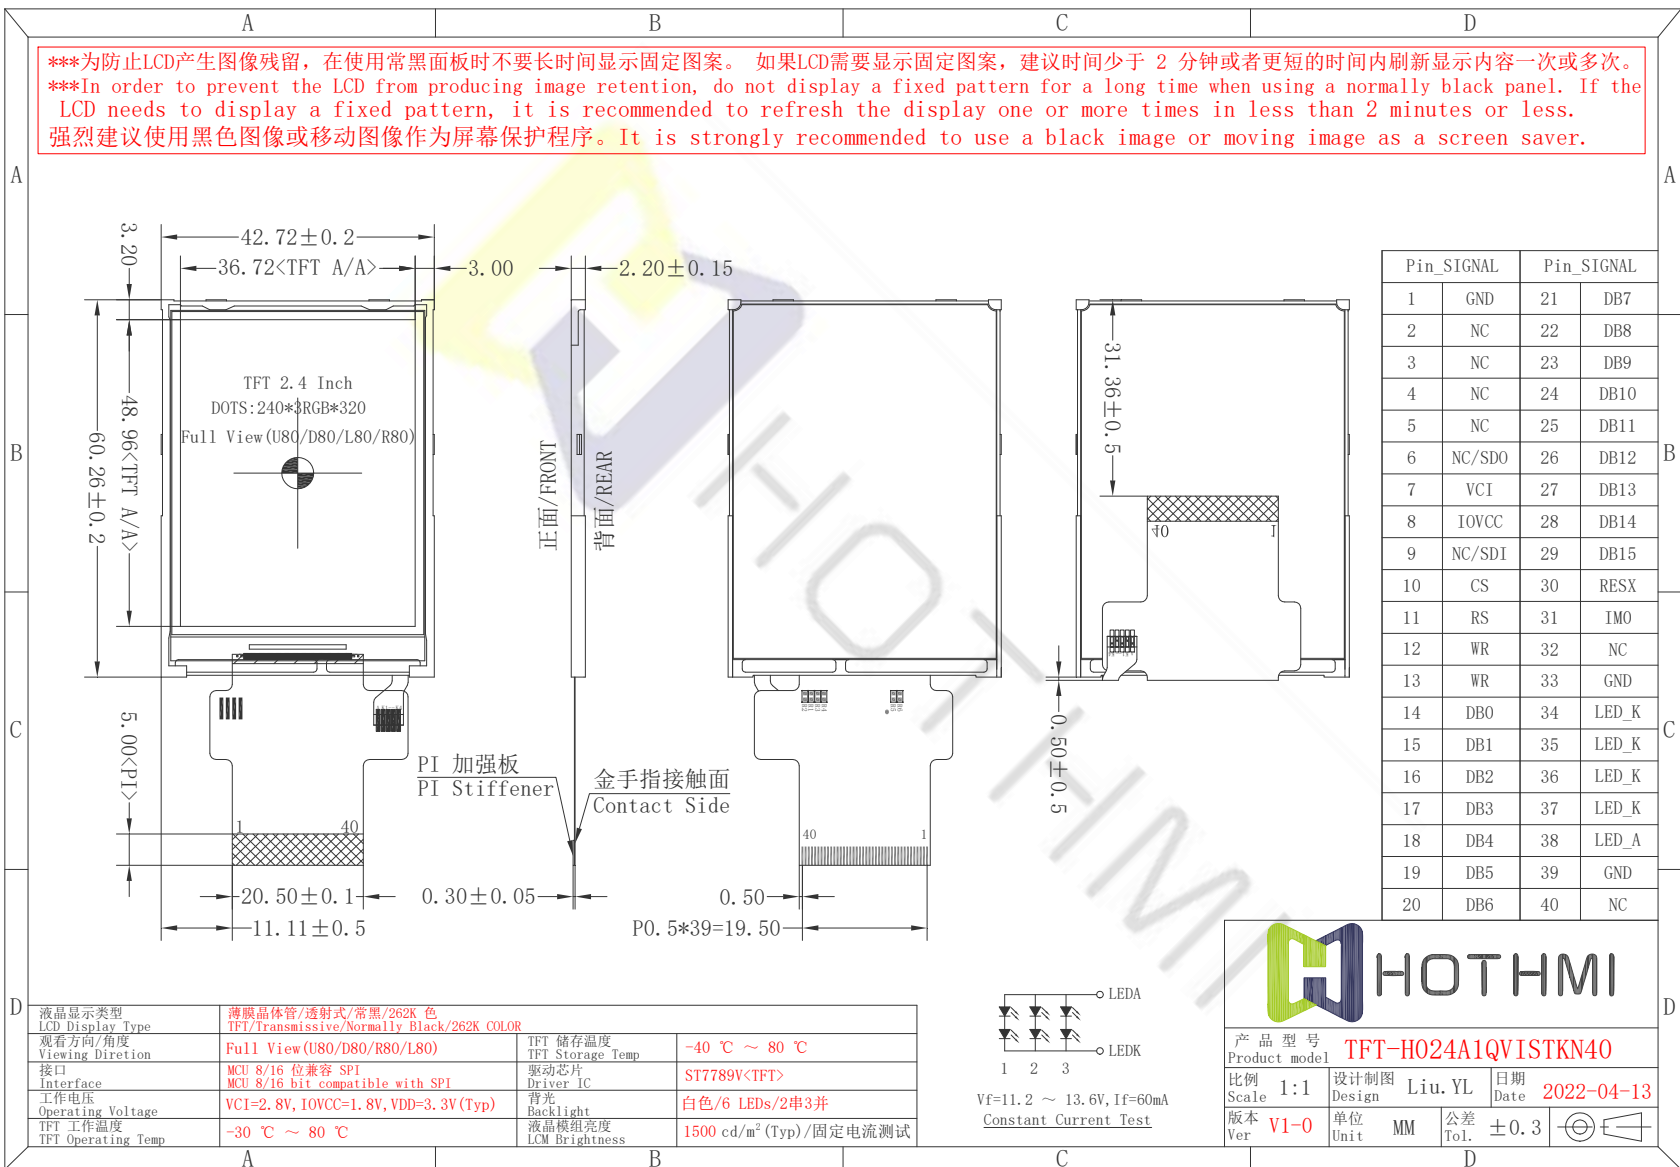 A B C D
***为防止LCD产生图像残留，在使用常黑面板时不要长时间显示固定图案。 如果LCD需要显示固定图案，建议时间少于 2 分钟或者更短的时间内刷新显示内容一次或多次。
***In order to prevent the LCD from producing image retention, do not display a fixed pattern for a long time when using a normally black panel. If the
LCD needs to display a fixed pattern, it is recommended to refresh the display one or more times in less than 2 minutes or less.
强烈建议使用黑色图像或移动图像作为屏幕保护程序。It is strongly recommended to use a black image or moving image as a screen saver.
A A
B B
C C
D D
3.20
42.72±0.2
36.72<TFT A/A>
3.00
2.20±0.15
TFT 2.4 Inch
DOTS:240*3RGB*320
Full View(U80/D80/L80/R80)
48.96<TFT A/A>
60.26±0.2
正面/FRONT
背面/REAR
31.36±0.5
40 1
0.50±0.5
5.00<PI>
PI 加强板
PI Stiffener
金手指接触面
Contact Side
1 40
40 1
20.50±0.1
11.11±0.5
0.30±0.05
0.50
P0.5*39=19.50
HOTHMI
Pin_SIGNAL Pin_SIGNAL
1 GND 21 DB7
2 NC 22 DB8
3 NC 23 DB9
4 NC 24 DB10
5 NC 25 DB11
6 NC/SDO 26 DB12
7 VCI 27 DB13
8 IOVCC 28 DB14
9 NC/SDI 29 DB15
10 CS 30 RESX
11 RS 31 IM0
12 WR 32 NC
13 WR 33 GND
14 DB0 34 LED_K
15 DB1 35 LED_K
16 DB2 36 LED_K
17 DB3 37 LED_K
18 DB4 38 LED_A
19 DB5 39 GND
20 DB6 40 NC
LEDA
LEDK
1 2 3
Vf=11.2 ～ 13.6V,If=60mA
Constant Current Test
液晶显示类型
LCD Display Type
薄膜晶体管/透射式/常黑/262K 色
TFT/Transmissive/Normally Black/262K COLOR
观看方向/角度
Viewing Diretion
Full View(U80/D80/R80/L80)
TFT 储存温度
TFT Storage Temp
-40 ℃ ～ 80 ℃
接口
Interface
MCU 8/16 位兼容 SPI
MCU 8/16 bit compatible with SPI
驱动芯片
Driver IC
ST7789V<TFT>
工作电压
Operating Voltage
VCI=2.8V,IOVCC=1.8V,VDD=3.3V(Typ)
背光
Backlight
白色/6 LEDs/2串3并
TFT 工作温度
TFT Operating Temp
-30 ℃ ～ 80 ℃
液晶模组亮度
LCM Brightness
1500 cd/m²(Typ)/固定电流测试
HOTHMI
产 品 型 号
Product model
TFT-H024A1QVISTKN40
比例
Scale
1:1
设计制图
Design
Liu.YL
日期
Date
2022-04-13
版本
Ver
V1-0
单位
Unit
MM
公差
Tol.
±0.3
A B C D